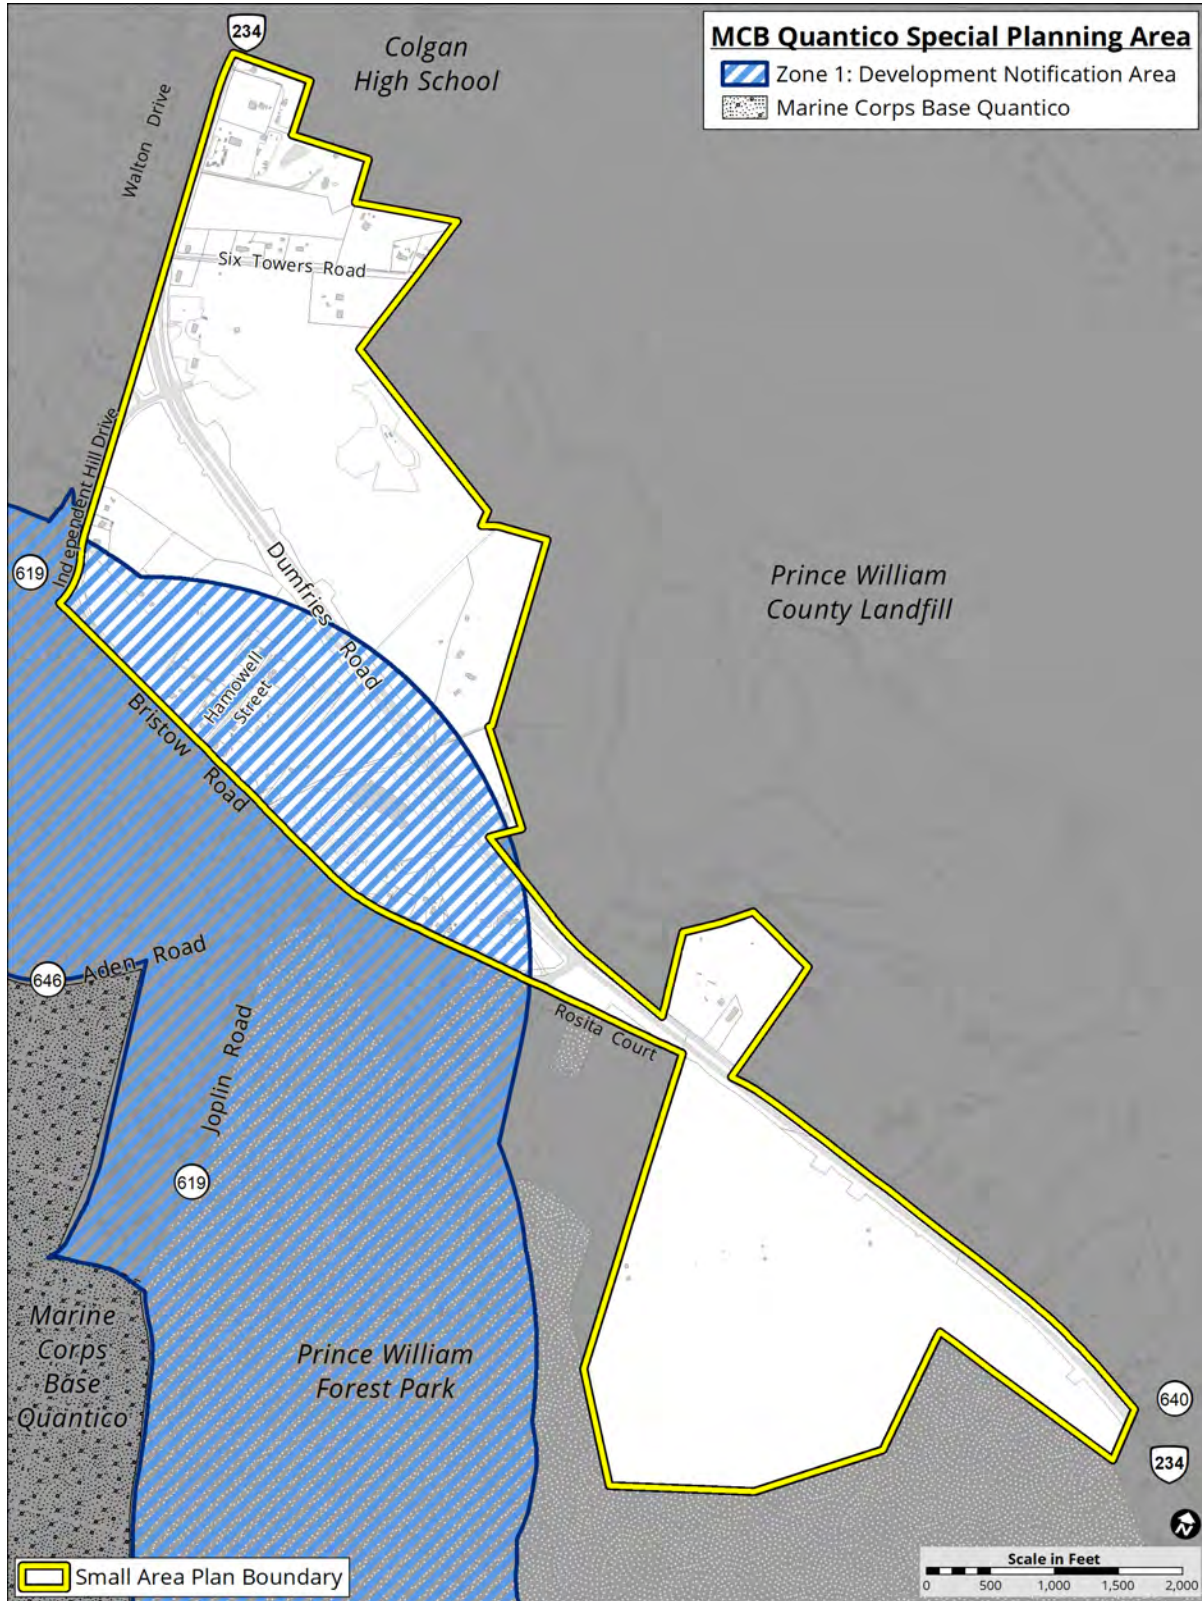 234
Colgan
High School
MCB Quantico Special Planning Area
Zone 1: Development Notification Area
Marine Corps Base Quantico
Walton Drive
Six Towers Road
Independent Hill Drive
619
Dumfries Road
Prince William
County Landfill
Hamowell
Street
Bristow Road
Aden Road
646
Rosita Court
Joplin Road
619
Marine
Corps
Base
Quantico
Prince William
Forest Park
640
234
N
Small Area Plan Boundary
Scale in Feet
0 500 1,000 1,500 2,000